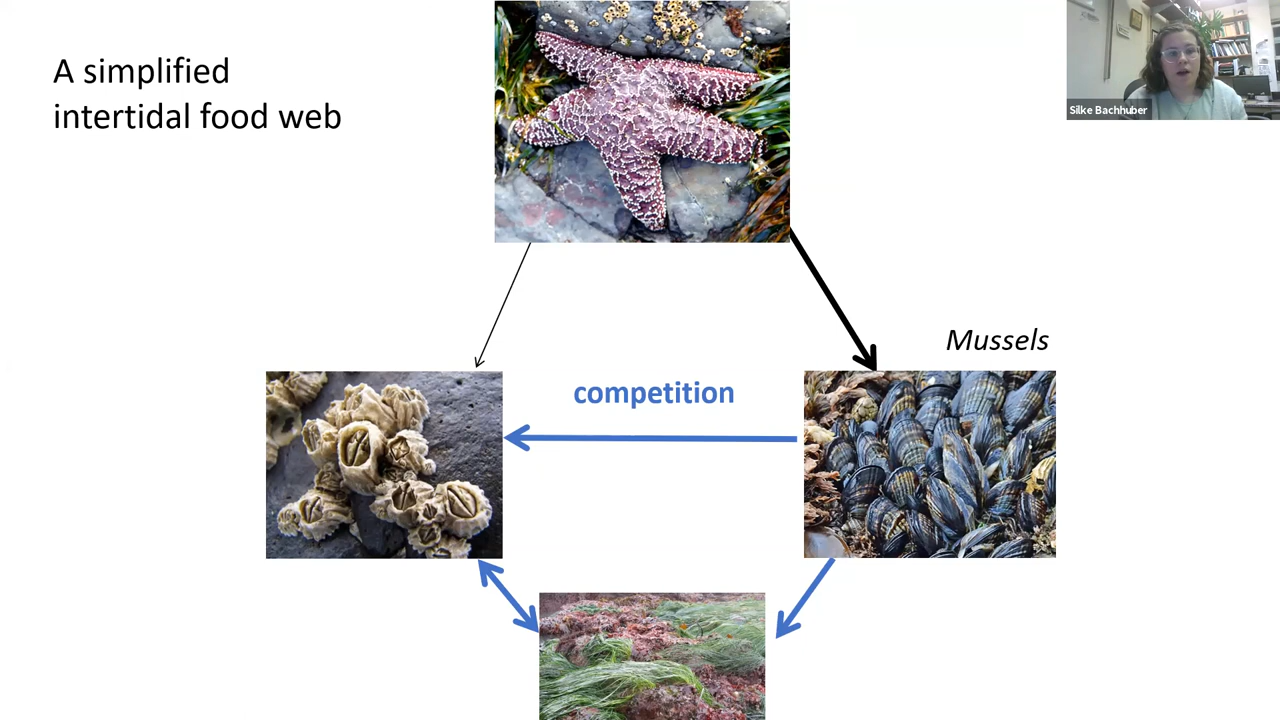 A simplified
intertidal food web
Silke Bachhuber
Mussels
competition